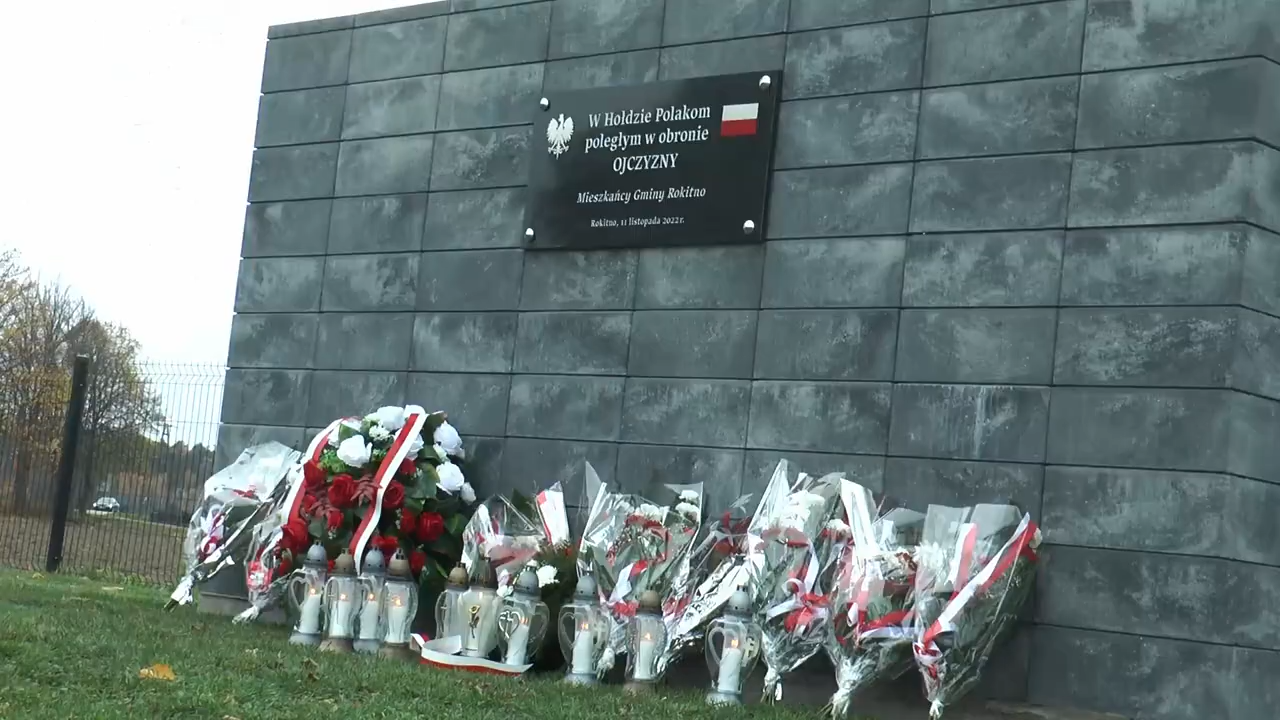 W Hołdzie Polakom
poległym w obronie
OJCZYZNY
Mieszkańcy Gminy Rokitno
Rokitno, 11 listopada 2022 r.